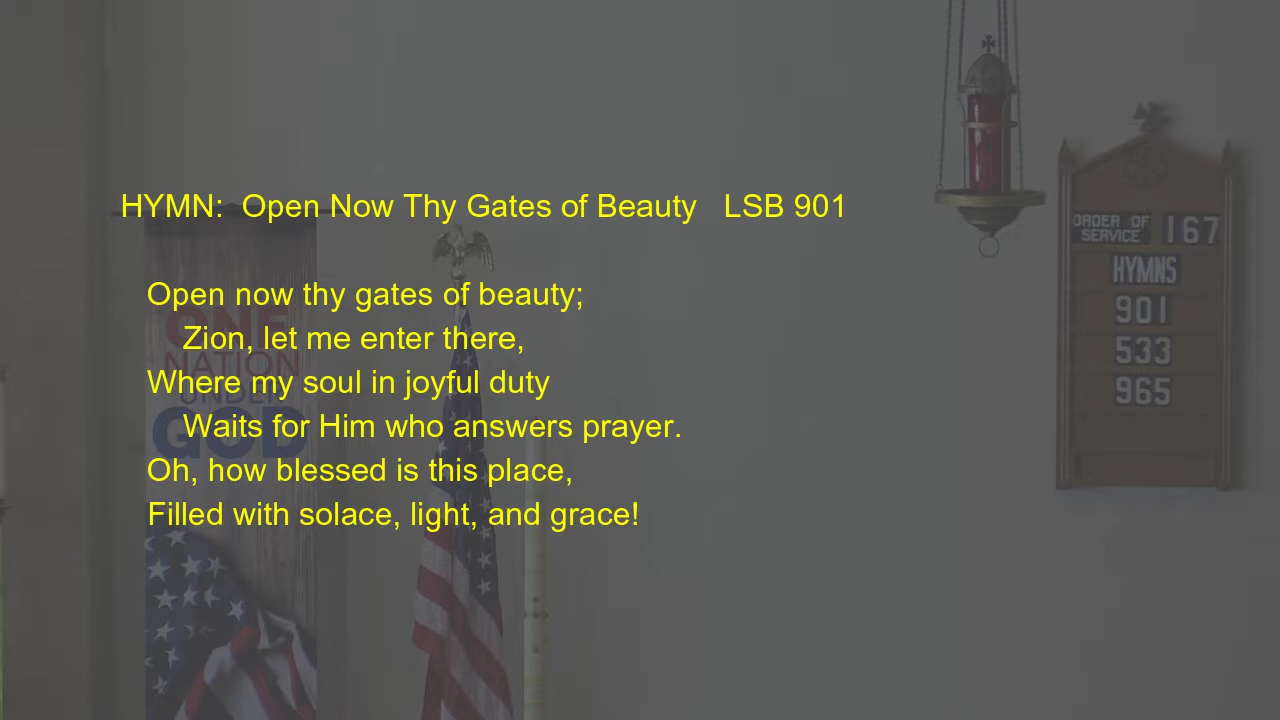 HYMN:  Open Now Thy Gates of Beauty   LSB 901
Open now thy gates of beauty;
Zion, let me enter there,
Where my soul in joyful duty
Waits for Him who answers prayer.
Oh, how blessed is this place,
Filled with solace, light, and grace!
ONE
NATION
UNDER
GOD
ORDER OF
SERVICE 167
HYMNS
901
533
965